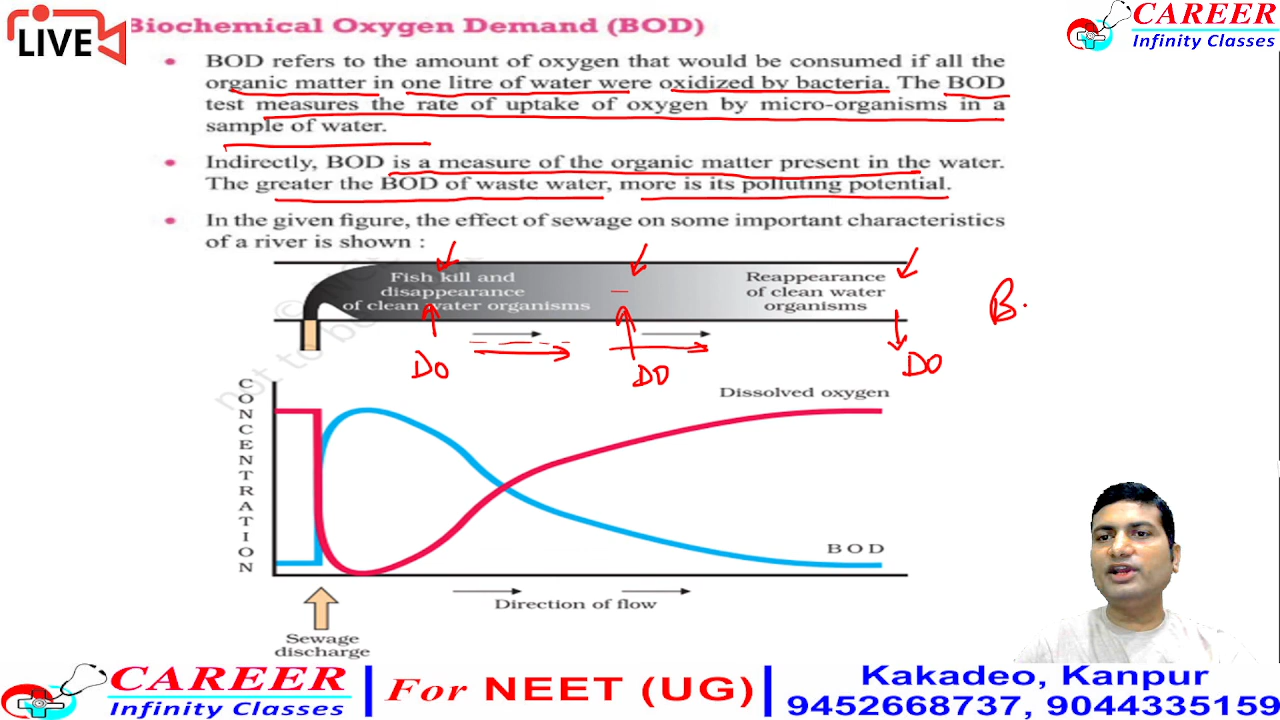 LIVE
Biochemical Oxygen Demand (BOD)
CAREER
Infinity Classes
• BOD refers to the amount of oxygen that would be consumed if all the
organic matter in one litre of water were oxidized by bacteria. The BOD
test measures the rate of uptake of oxygen by micro-organisms in a
sample of water.
• Indirectly, BOD is a measure of the organic matter present in the water.
The greater the BOD of waste water, more is its polluting potential.
• In the given figure, the effect of sewage on some important characteristics
of a river is shown :
Fish kill and
disappearance
of clean water organisms
Reappearance
of clean water
organisms
B.
DO
DO
DO
CONCENTRATION
Dissolved oxygen
BOD
Direction of flow
Sewage
discharge
CAREER
Infinity Classes
For NEET (UG)
Kakadeo, Kanpur
9452668737, 9044335159
CAREER
Infinity Classes